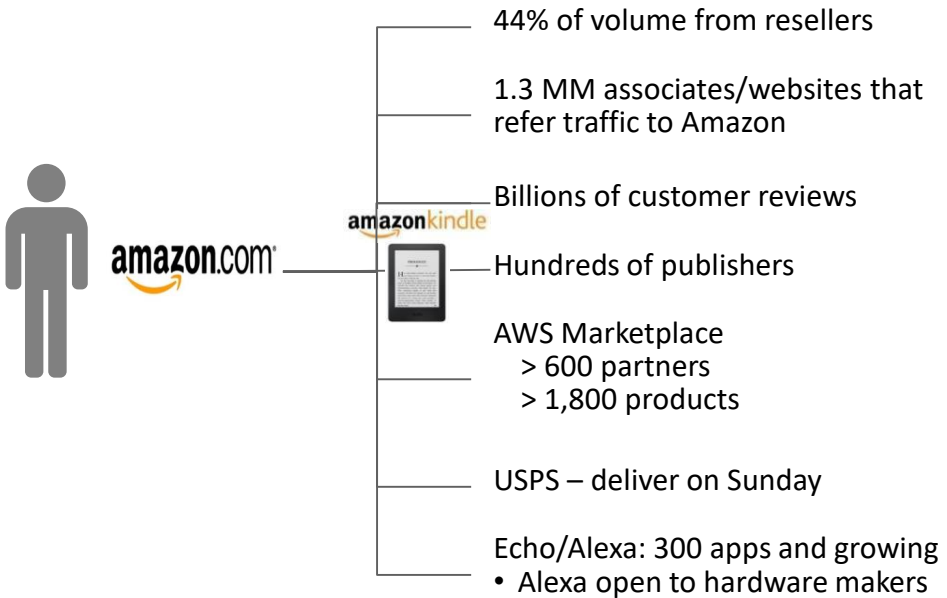 44% of volume from resellers
1.3 MM associates/websites that
refer traffic to Amazon
Billions of customer reviews
amazonkindle
amazon.com
Hundreds of publishers
AWS Marketplace
> 600 partners
> 1,800 products
USPS – deliver on Sunday
Echo/Alexa: 300 apps and growing
• Alexa open to hardware makers